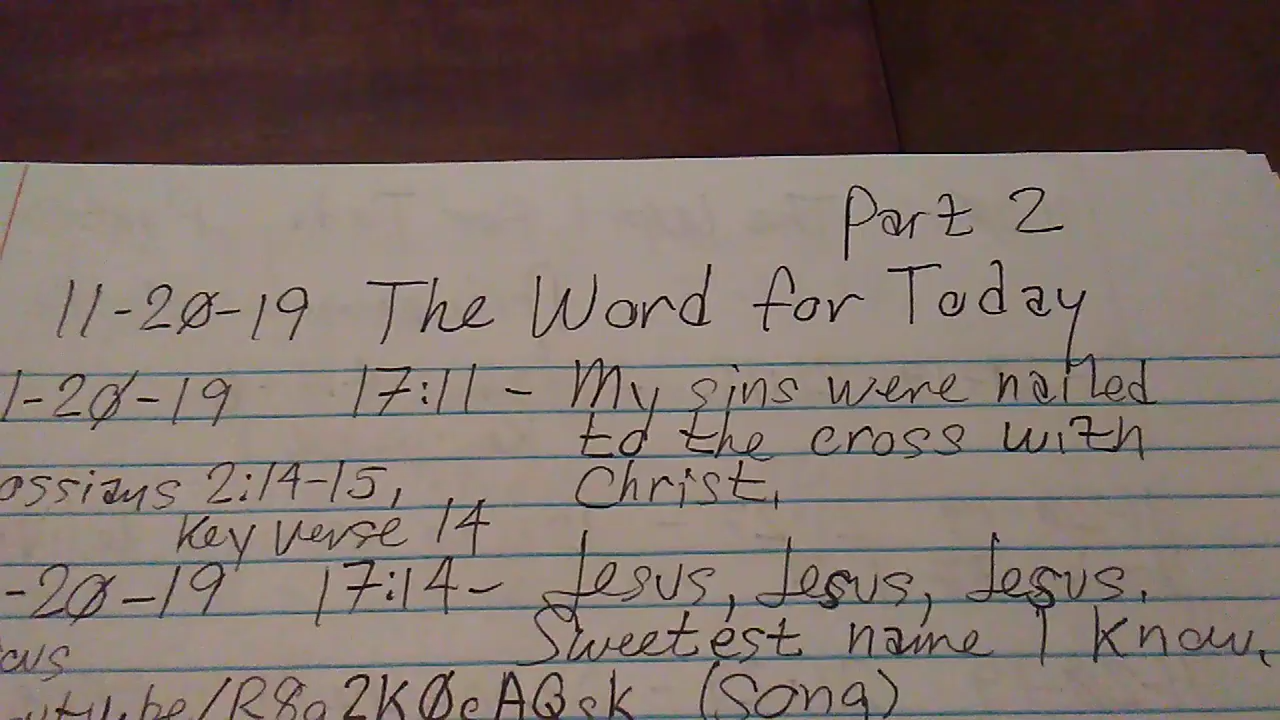 Part 2
11-20-19 The Word for Today
1-20-19 17:11 - My sins were nailed
to the cross with
ossians 2:14-15, Christ.
Key verse 14
-20-19 17:14- Jesus, Jesus, Jesus.
Sweetest name I know.
(Song)